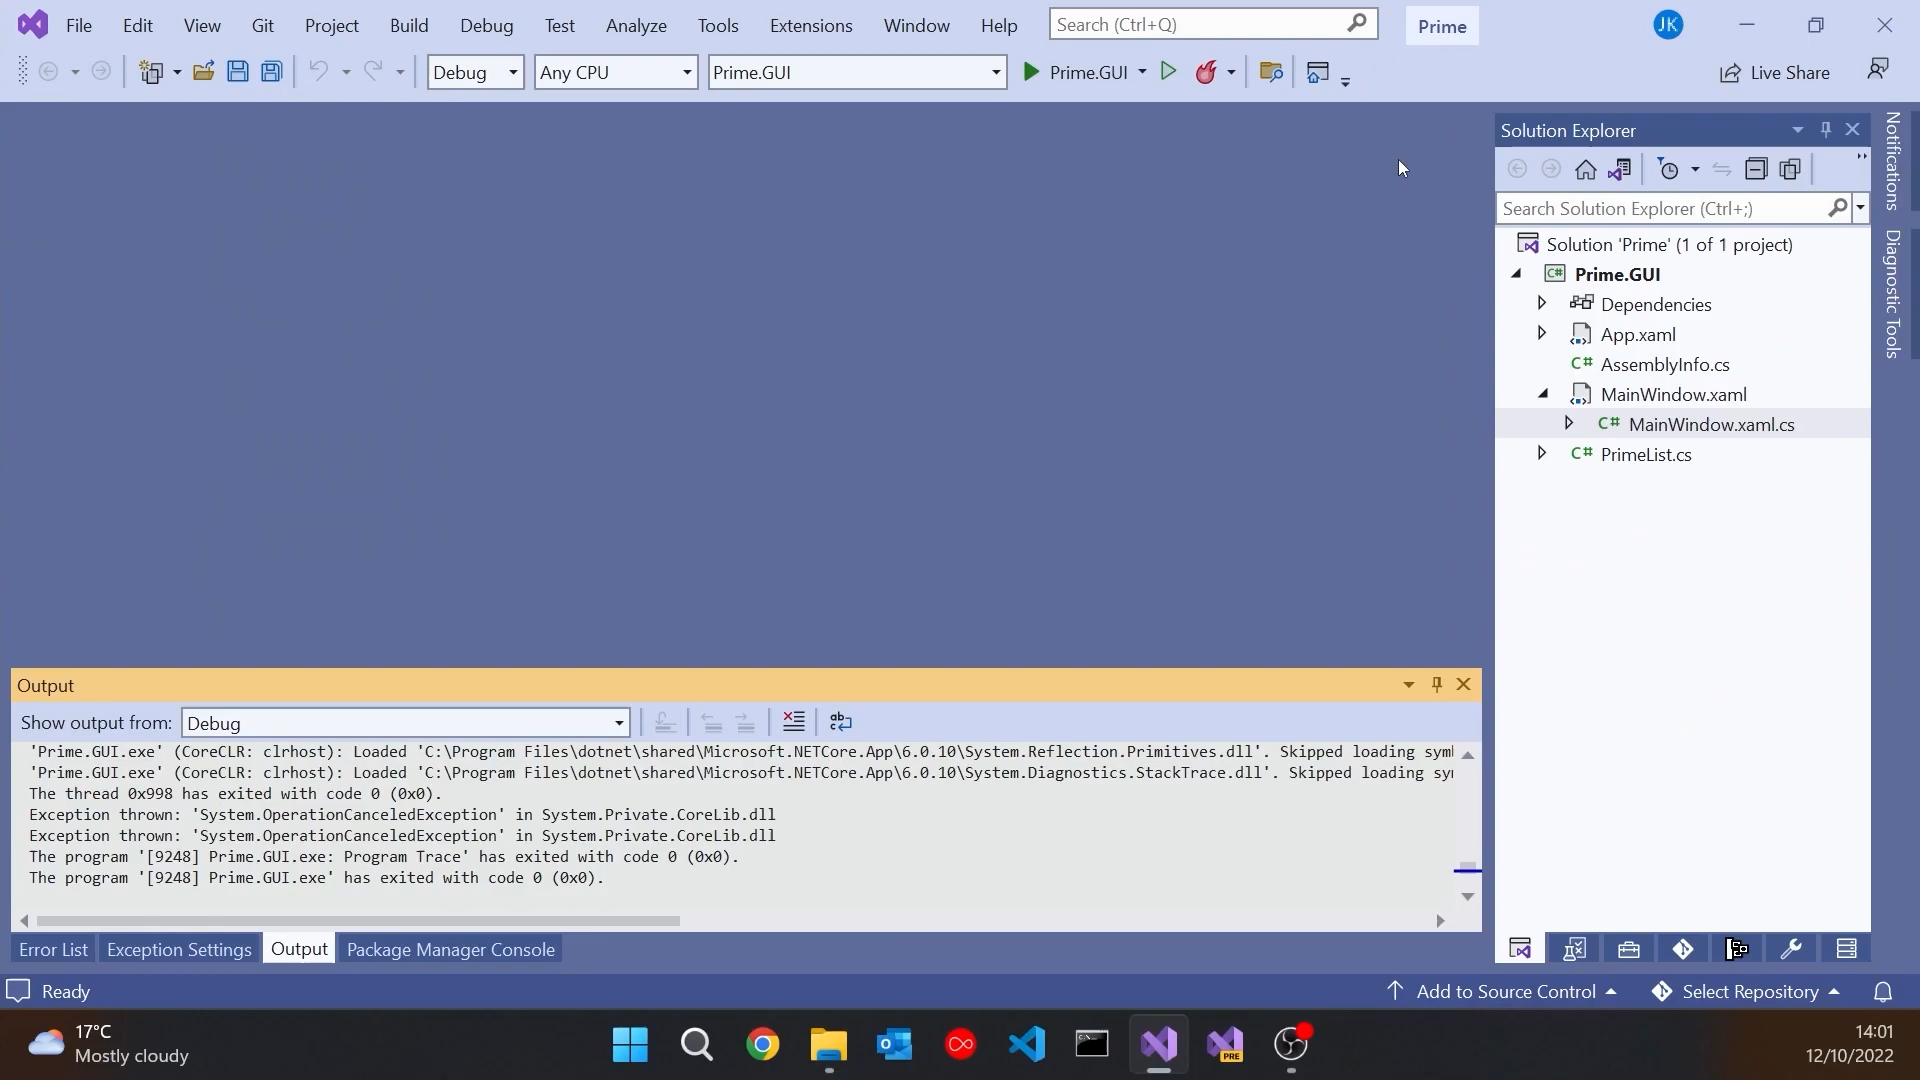 File Edit View Git Project Build Debug Test Analyze Tools Extensions Window Help Search (Ctrl+Q) Prime JK
Debug Any CPU Prime.GUI Prime.GUI Live Share
Solution Explorer
Search Solution Explorer (Ctrl+;)
Solution 'Prime' (1 of 1 project)
C# Prime.GUI
Dependencies
App.xaml
C# AssemblyInfo.cs
MainWindow.xaml
C# MainWindow.xaml.cs
C# PrimeList.cs
Notifications
Diagnostic Tools
Output
Show output from: Debug
'Prime.GUI.exe' (CoreCLR: clrhost): Loaded 'C:\Program Files\dotnet\shared\Microsoft.NETCore.App\6.0.10\System.Reflection.Primitives.dll'. Skipped loading
'Prime.GUI.exe' (CoreCLR: clrhost): Loaded 'C:\Program Files\dotnet\shared\Microsoft.NETCore.App\6.0.10\System.Diagnostics.StackTrace.dll'. Skipped loading
The thread 0x998 has exited with code 0 (0x0).
Exception thrown: 'System.OperationCanceledException' in System.Private.CoreLib.dll
Exception thrown: 'System.OperationCanceledException' in System.Private.CoreLib.dll
The program '[9248] Prime.GUI.exe: Program Trace' has exited with code 0 (0x0).
The program '[9248] Prime.GUI.exe' has exited with code 0 (0x0).
Error List Exception Settings Output Package Manager Console
Ready Add to Source Control Select Repository
17°C
Mostly cloudy
PRE
14:01
12/10/2022